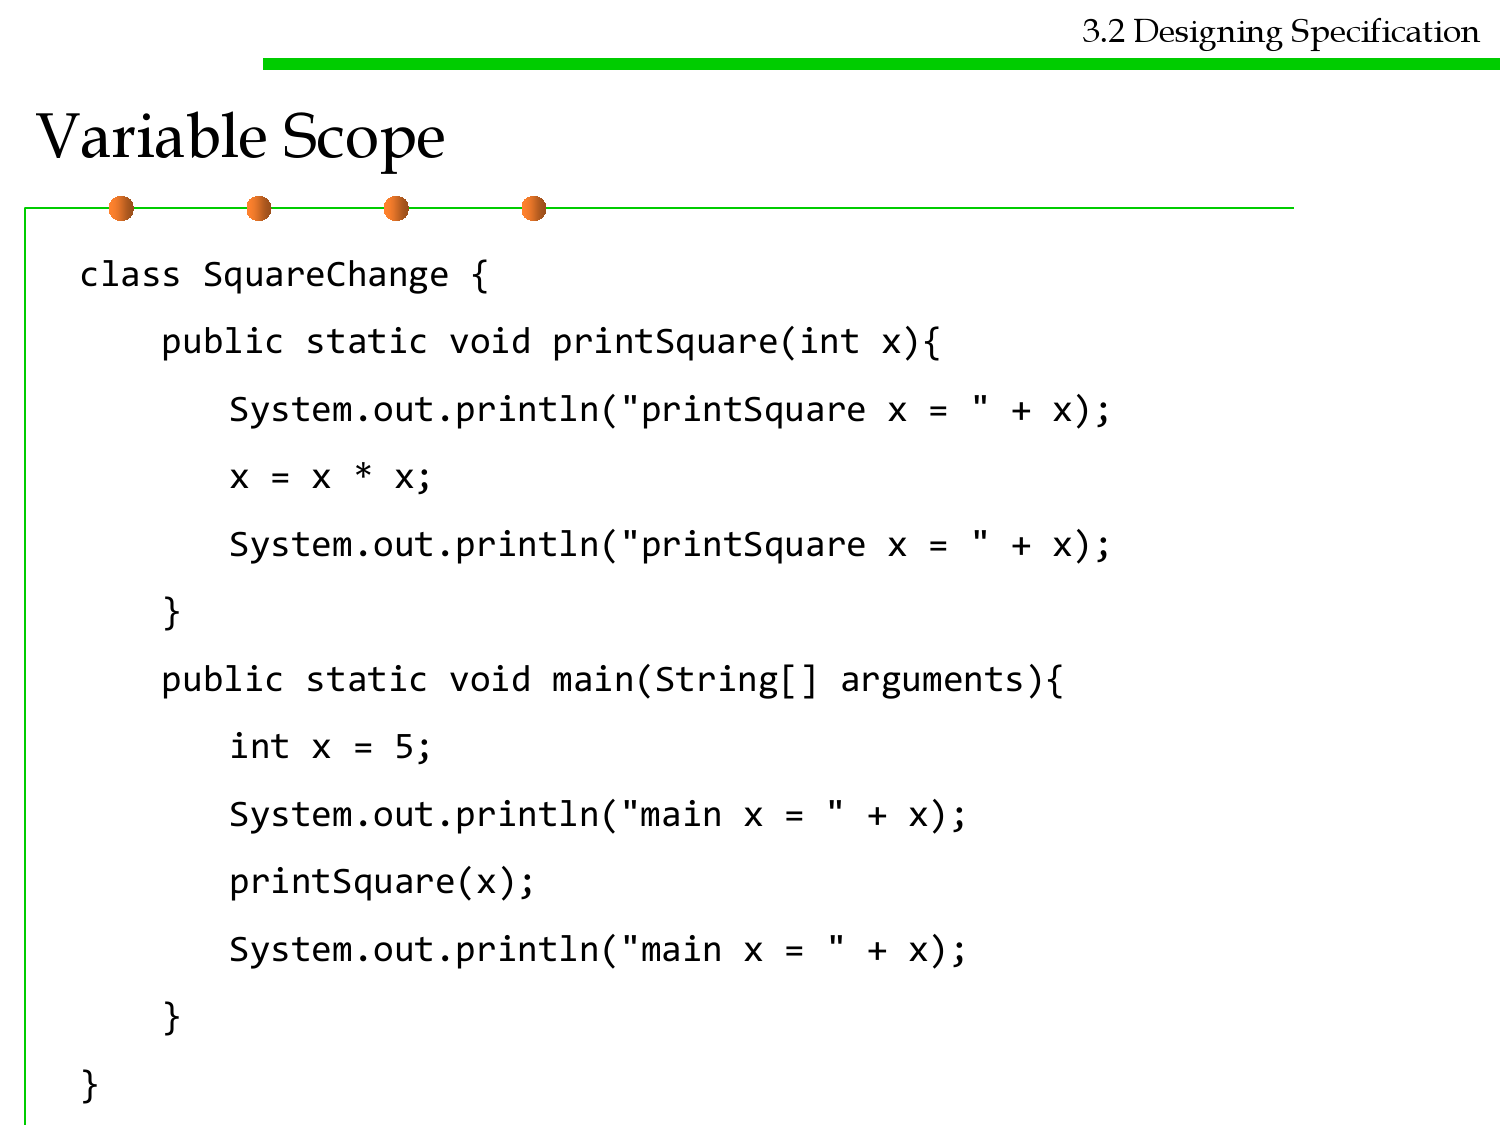 3.2 Designing Specification
Variable Scope
class SquareChange {
    public static void printSquare(int x){
        System.out.println("printSquare x = " + x);
        x = x * x;
        System.out.println("printSquare x = " + x);
    }
    public static void main(String[] arguments){
        int x = 5;
        System.out.println("main x = " + x);
        printSquare(x);
        System.out.println("main x = " + x);
    }
}